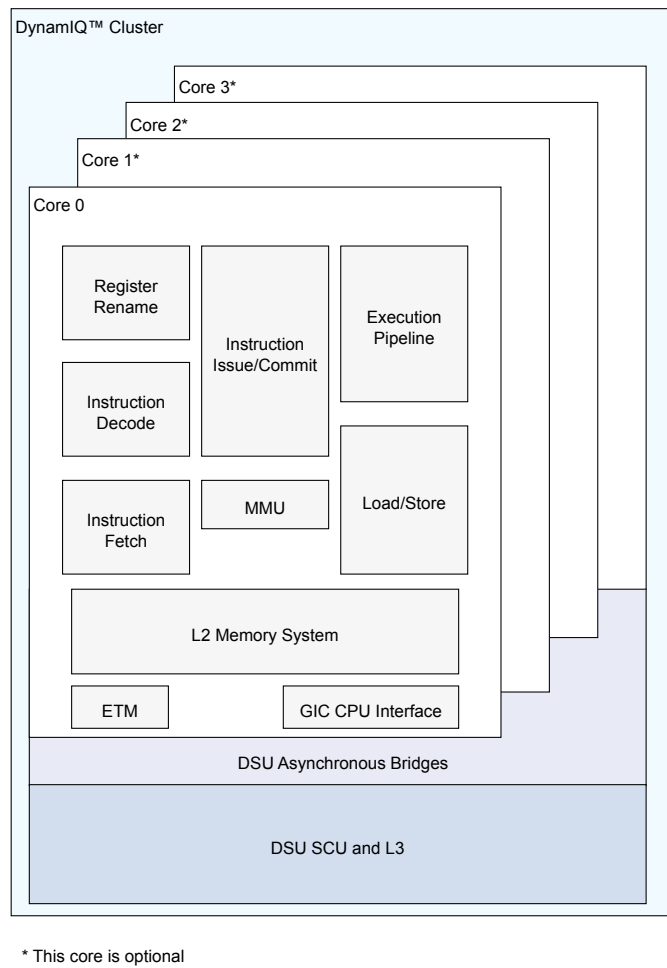 DynamIQ™ Cluster
Core 3*
Core 2*
Core 1*
Core 0
Register
Rename
Instruction
Issue/Commit
Execution
Pipeline
Instruction
Decode
Instruction
Fetch
MMU
Load/Store
L2 Memory System
ETM
GIC CPU Interface
DSU Asynchronous Bridges
DSU SCU and L3
* This core is optional